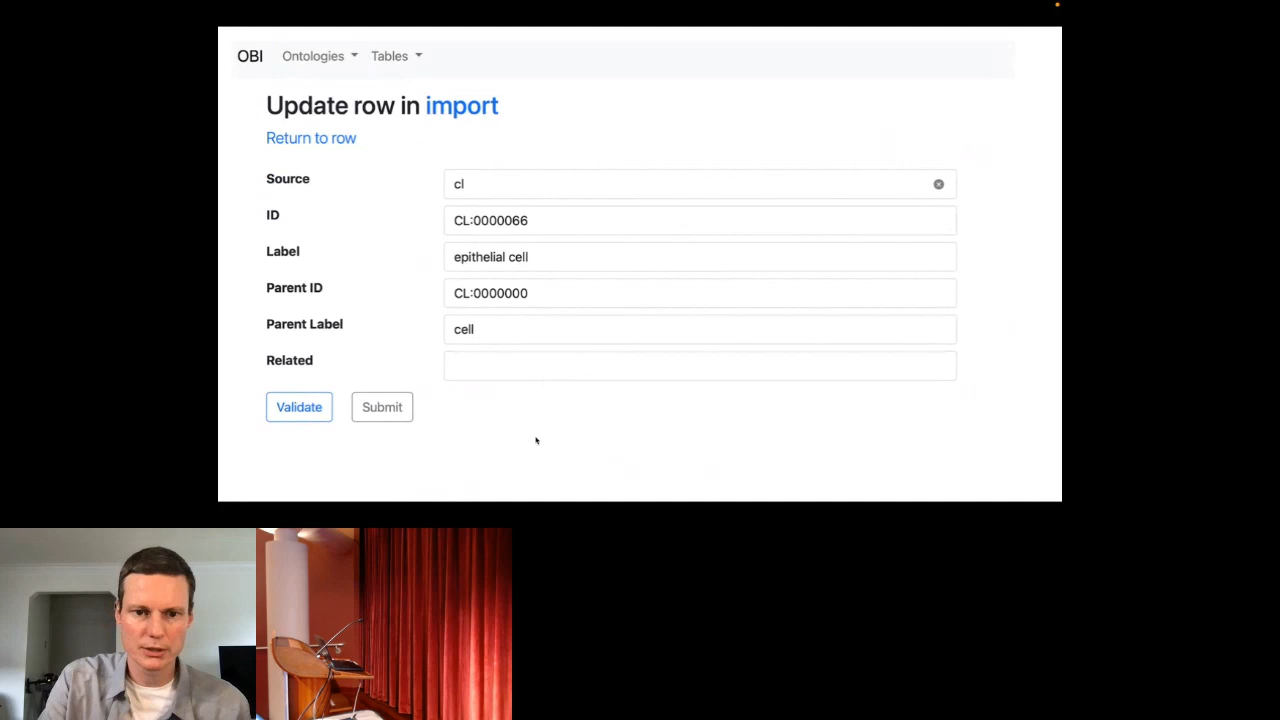 OBI Ontologies Tables
Update row in import
Return to row
Source cl
ID CL:0000066
Label epithelial cell
Parent ID CL:0000000
Parent Label cell
Related
Validate Submit